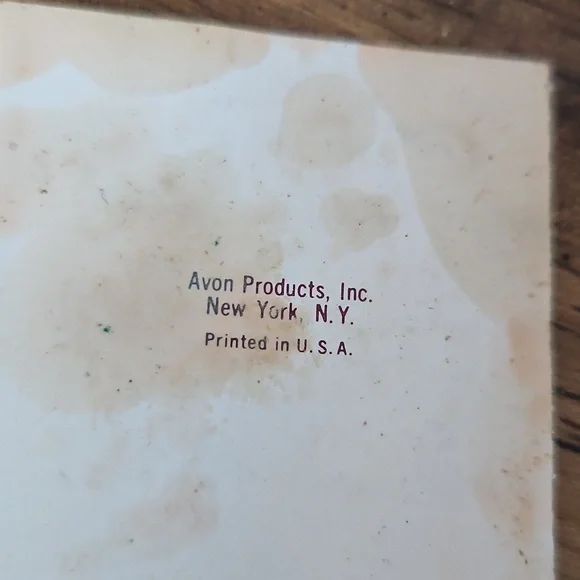 Avon Products, Inc.
New York, N.Y.
Printed in U.S.A.